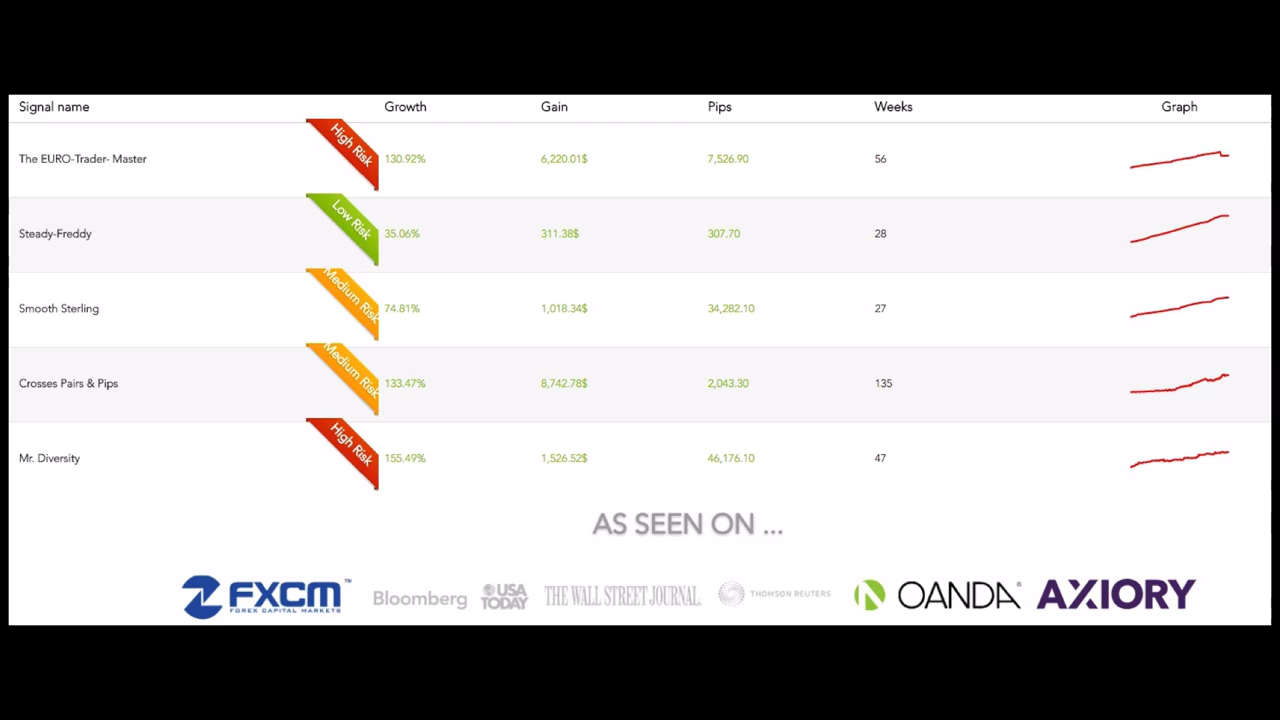 Signal name Growth Gain Pips Weeks Graph
The EURO-Trader- Master High Risk 130.92% 6,220.01$ 7,526.90 56
Steady-Freddy Low Risk 35.06% 311.38$ 307.70 28
Smooth Sterling Medium Risk 74.81% 1,018.34$ 34,282.10 27
Crosses Pairs & Pips Medium Risk 133.47% 8,742.78$ 2,043.30 135
Mr. Diversity High Risk 155.49% 1,526.52$ 46,176.10 47
AS SEEN ON ...
FXCM™ FOREX CAPITAL MARKETS Bloomberg USA TODAY THE WALL STREET JOURNAL. THOMSON REUTERS OANDA® AXIORY